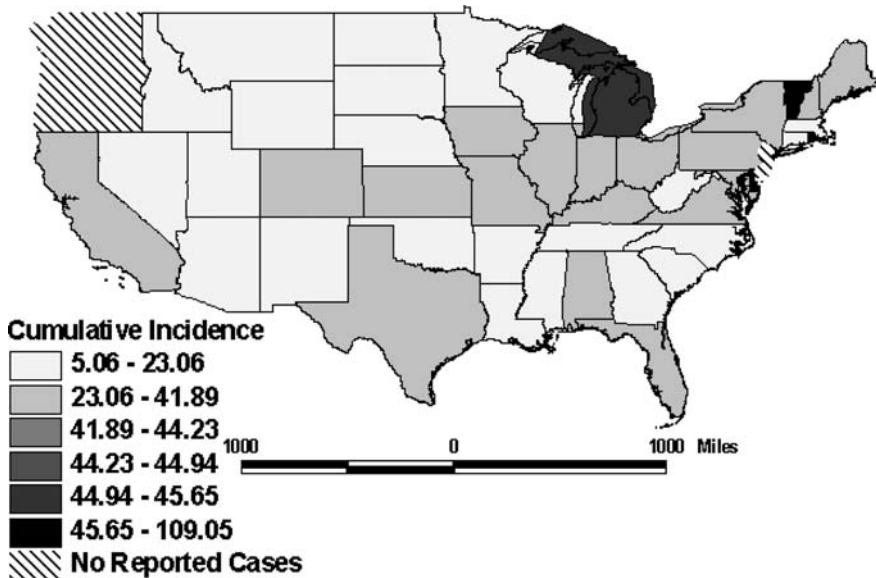 Cumulative Incidence
5.06 - 23.06
23.06 - 41.89
41.89 - 44.23
44.23 - 44.94
44.94 - 45.65
45.65 - 109.05
No Reported Cases
1000 0 1000 Miles